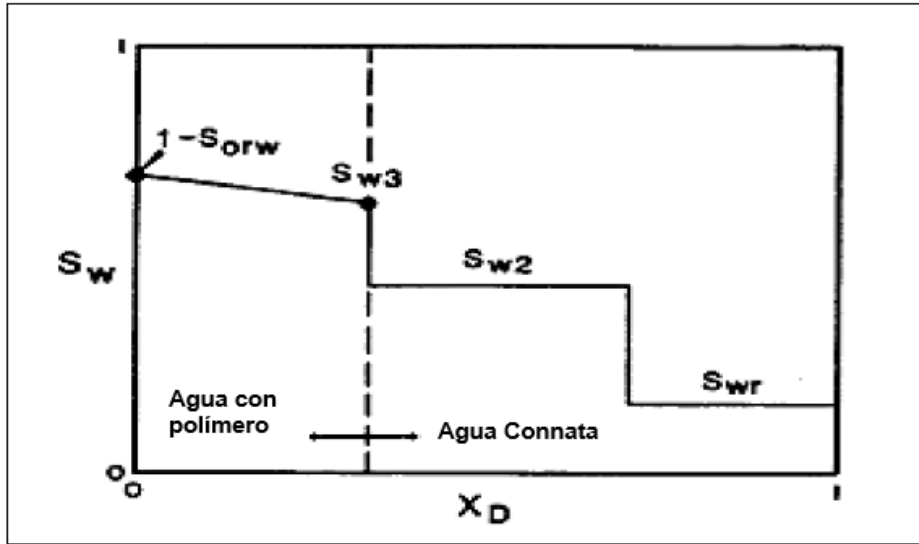 1
1-Sorw
Sw3
Sw
Sw2
Swr
Agua con
polímero
Agua Connata
0
0
XD
1